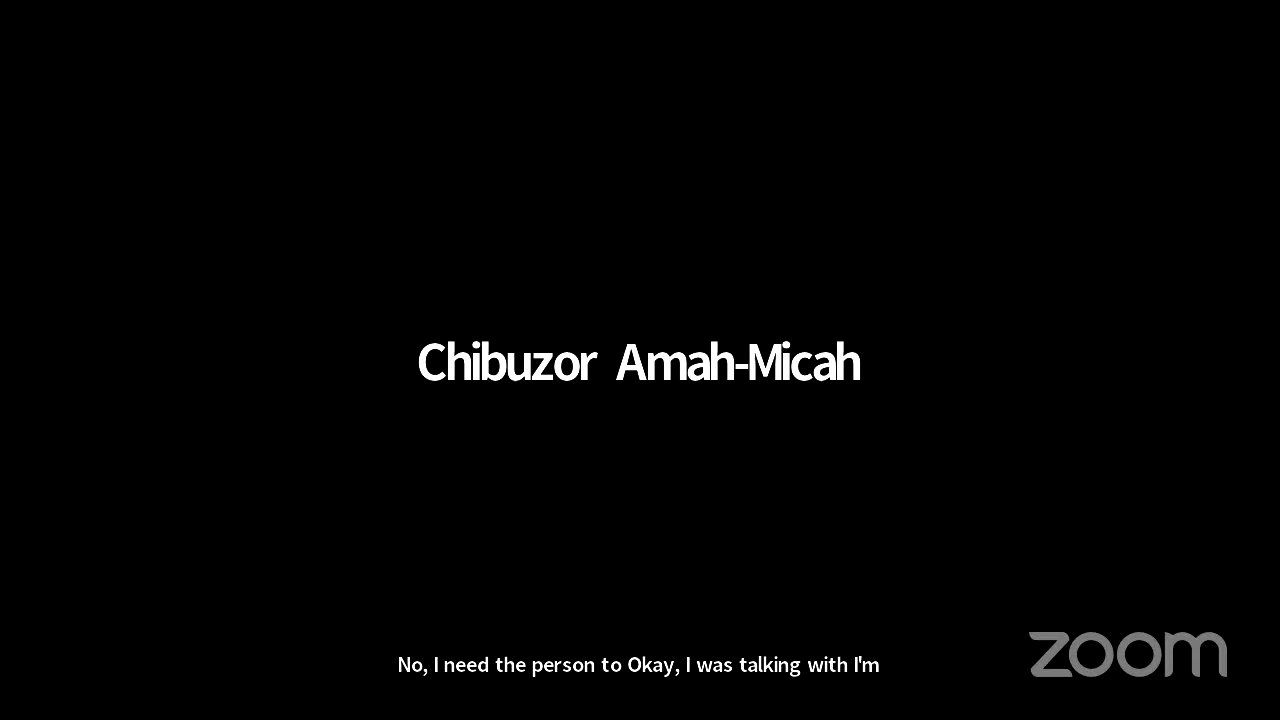 Chibuzor Amah-Micah
No, I need the person to Okay, I was talking with I'm
zoom